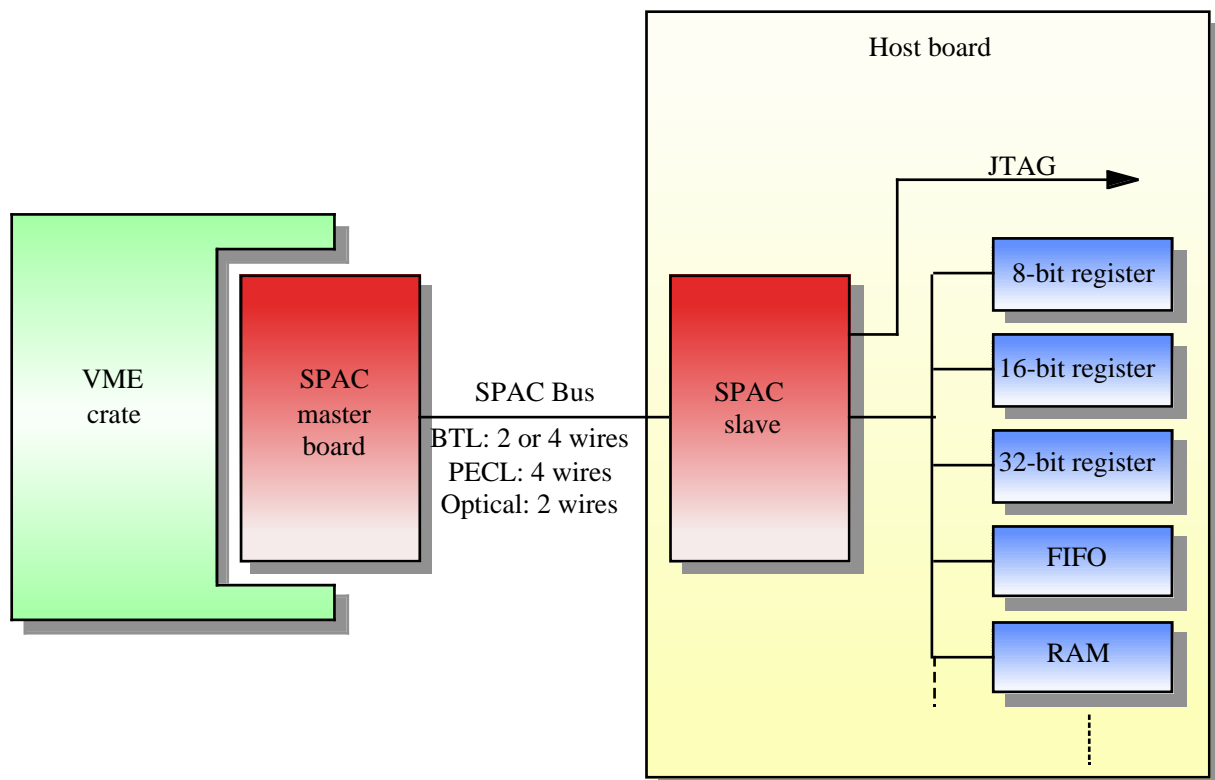 Host board
JTAG
8-bit register
16-bit register
32-bit register
FIFO
RAM
VME
crate
SPAC
master
board
SPAC Bus
BTL: 2 or 4 wires
PECL: 4 wires
Optical: 2 wires
SPAC
slave